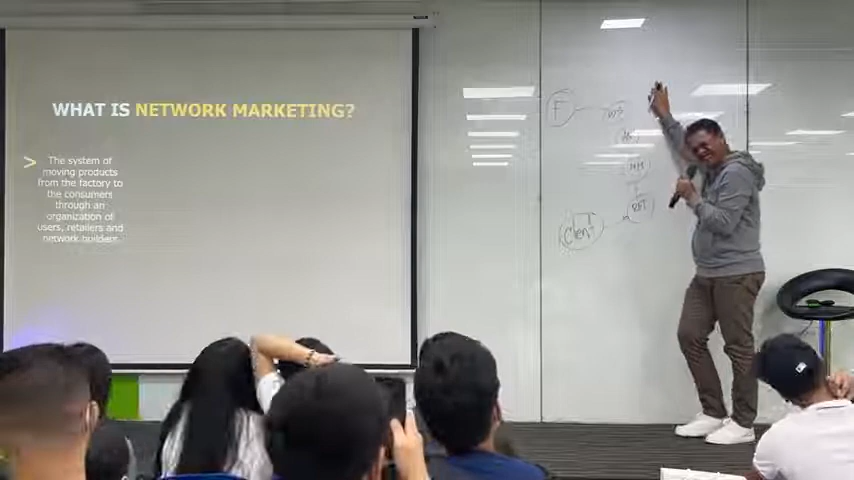 WHAT IS NETWORK MARKETING?
> The system of
moving products
from the factory to
the consumers
through an
organization of
users, retailers and
network builders
F
Client